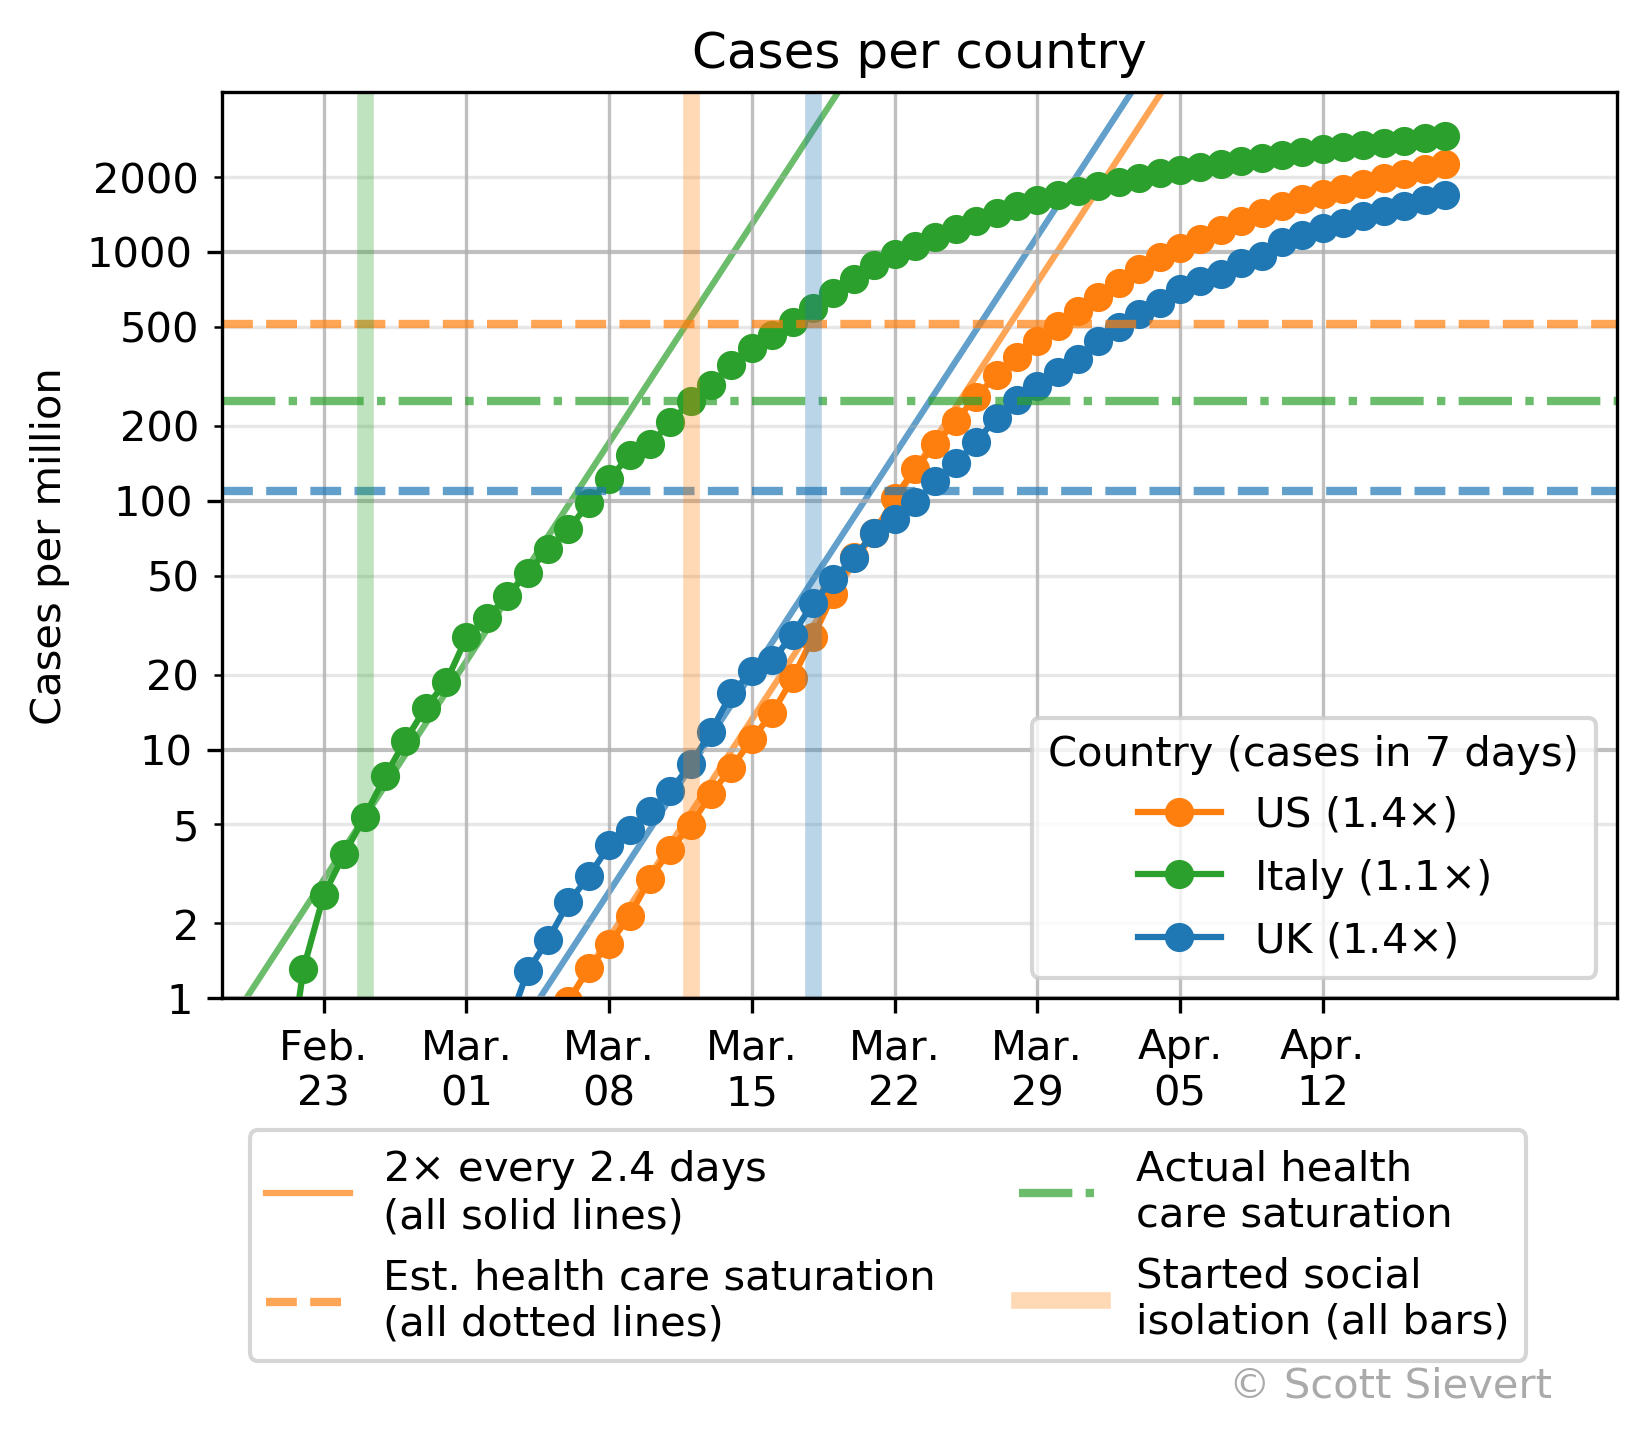 Cases per country
Cases per million
2000
1000
500
200
100
50
20
10
5
2
1
Feb.
23
Mar.
01
Mar.
08
Mar.
15
Mar.
22
Mar.
29
Apr.
05
Apr.
12
Country (cases in 7 days)
US (1.4×)
Italy (1.1×)
UK (1.4×)
2× every 2.4 days
(all solid lines)
Est. health care saturation
(all dotted lines)
Actual health
care saturation
Started social
isolation (all bars)
© Scott Sievert